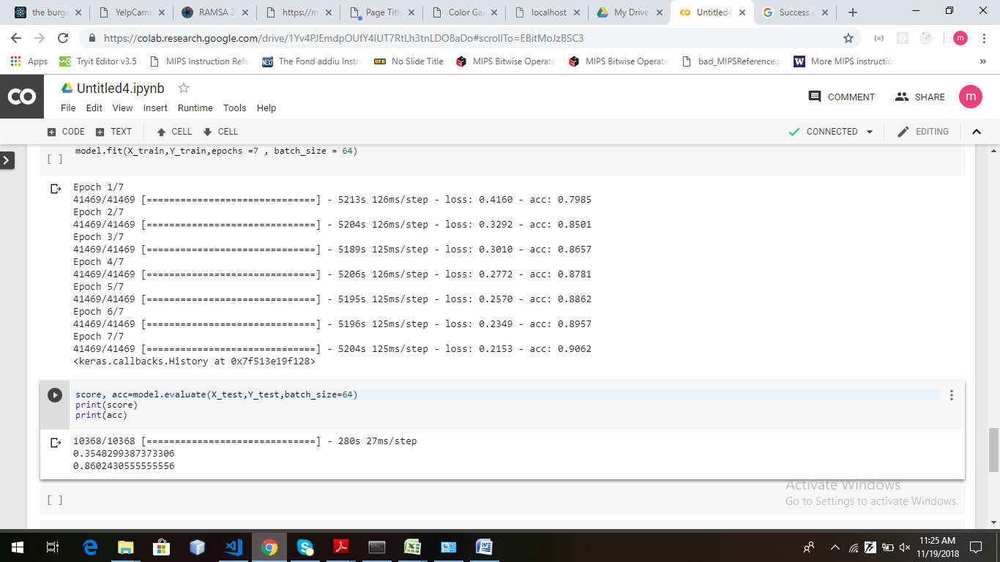 the burge
YelpCamp
RAMSA 2
https://m
Page Title
Color Ga
localhost
My Drive
Untitled4
Success o
https://colab.research.google.com/drive/1Yv4PJEmdpOUfY4IUT7RtLh3tnLDO8aDo#scrollTo=EBitMoJzBSC3
m
Apps
Tryit Editor v3.5
MIPS Instruction Refe
The Fond addiu Instr
No Slide Title
MIPS Bitwise Operato
MIPS Bitwise Operato
bad_MIPSReference.p
More MIPS instructio
»
CO
Untitled4.ipynb
COMMENT
SHARE
m
File Edit View Insert Runtime Tools Help
CODE TEXT CELL CELL
CONNECTED
EDITING
model.fit(X_train,Y_train,epochs =7 , batch_size = 64)
[ ]
Epoch 1/7
41469/41469 [==============================] - 5213s 126ms/step - loss: 0.4160 - acc: 0.7985
Epoch 2/7
41469/41469 [==============================] - 5204s 126ms/step - loss: 0.3292 - acc: 0.8501
Epoch 3/7
41469/41469 [==============================] - 5189s 125ms/step - loss: 0.3010 - acc: 0.8657
Epoch 4/7
41469/41469 [==============================] - 5206s 126ms/step - loss: 0.2772 - acc: 0.8781
Epoch 5/7
41469/41469 [==============================] - 5195s 125ms/step - loss: 0.2570 - acc: 0.8862
Epoch 6/7
41469/41469 [==============================] - 5196s 125ms/step - loss: 0.2349 - acc: 0.8957
Epoch 7/7
41469/41469 [==============================] - 5204s 125ms/step - loss: 0.2153 - acc: 0.9062
<keras.callbacks.History at 0x7f513e19f128>
score, acc=model.evaluate(X_test,Y_test,batch_size=64)
print(score)
print(acc)
10368/10368 [==============================] - 280s 27ms/step
0.3548299387373306
0.8602430555555556
[ ]
Activate Windows
Go to Settings to activate Windows.
11:25 AM
11/19/2018